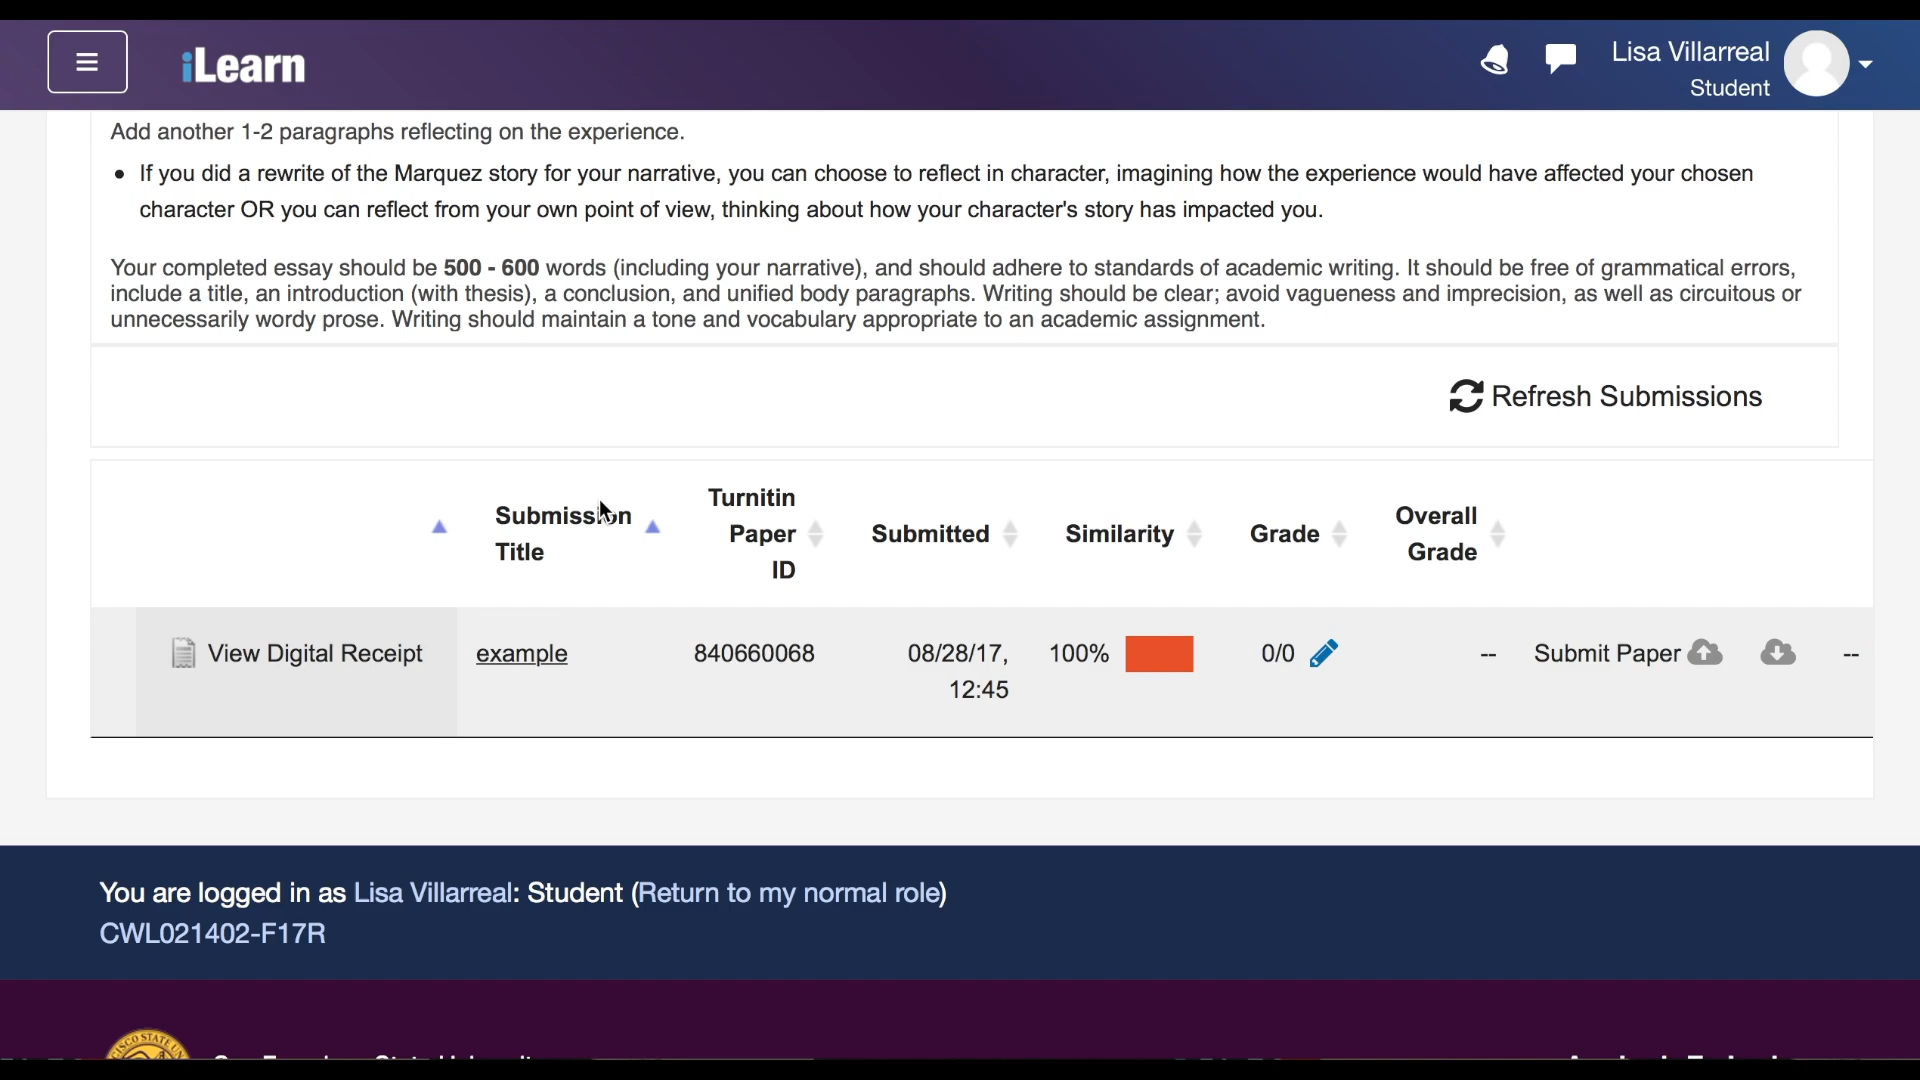 iLearn
Lisa Villarreal
Student
Add another 1-2 paragraphs reflecting on the experience.
• If you did a rewrite of the Marquez story for your narrative, you can choose to reflect in character, imagining how the experience would have affected your chosen
character OR you can reflect from your own point of view, thinking about how your character's story has impacted you.
Your completed essay should be 500 - 600 words (including your narrative), and should adhere to standards of academic writing. It should be free of grammatical errors,
include a title, an introduction (with thesis), a conclusion, and unified body paragraphs. Writing should be clear; avoid vagueness and imprecision, as well as circuitous or
unnecessarily wordy prose. Writing should maintain a tone and vocabulary appropriate to an academic assignment.
Refresh Submissions
Submission
Title
Turnitin
Paper
ID
Submitted
Similarity
Grade
Overall
Grade
View Digital Receipt
example
840660068
08/28/17,
12:45
100%
0/0
--
Submit Paper
--
You are logged in as Lisa Villarreal: Student (Return to my normal role)
CWL021402-F17R